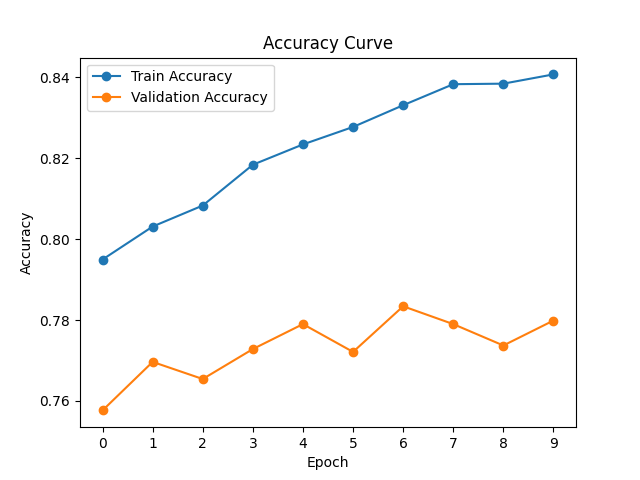 Accuracy Curve
Train Accuracy
Validation Accuracy
0.84
0.82
0.80
0.78
0.76
Accuracy
0 1 2 3 4 5 6 7 8 9
Epoch